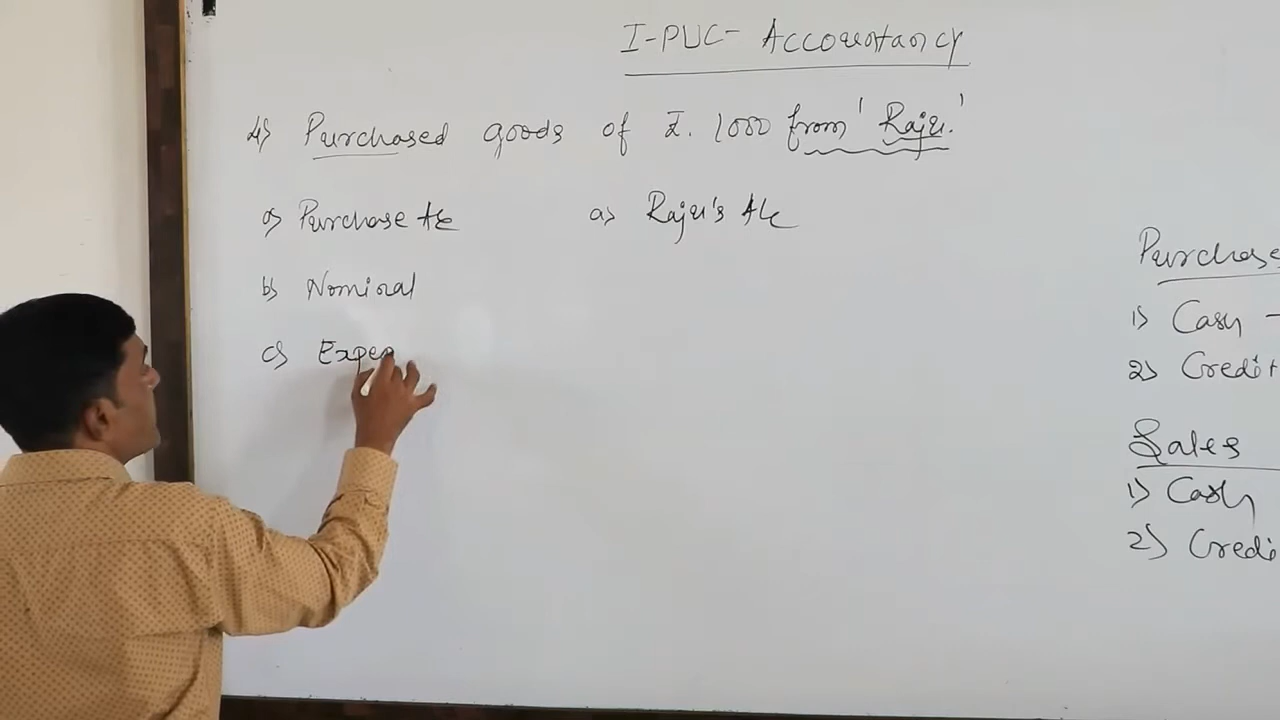 I-PUC- Accountancy
4) Purchased goods of ₹. 1000 from 'Raju.'
a) Purchase A/c
a) Raju's A/c
b) Nominal
c) Expen
Purchase
1) Cash -
2) Credit
Sales
1) Cash
2) Credi